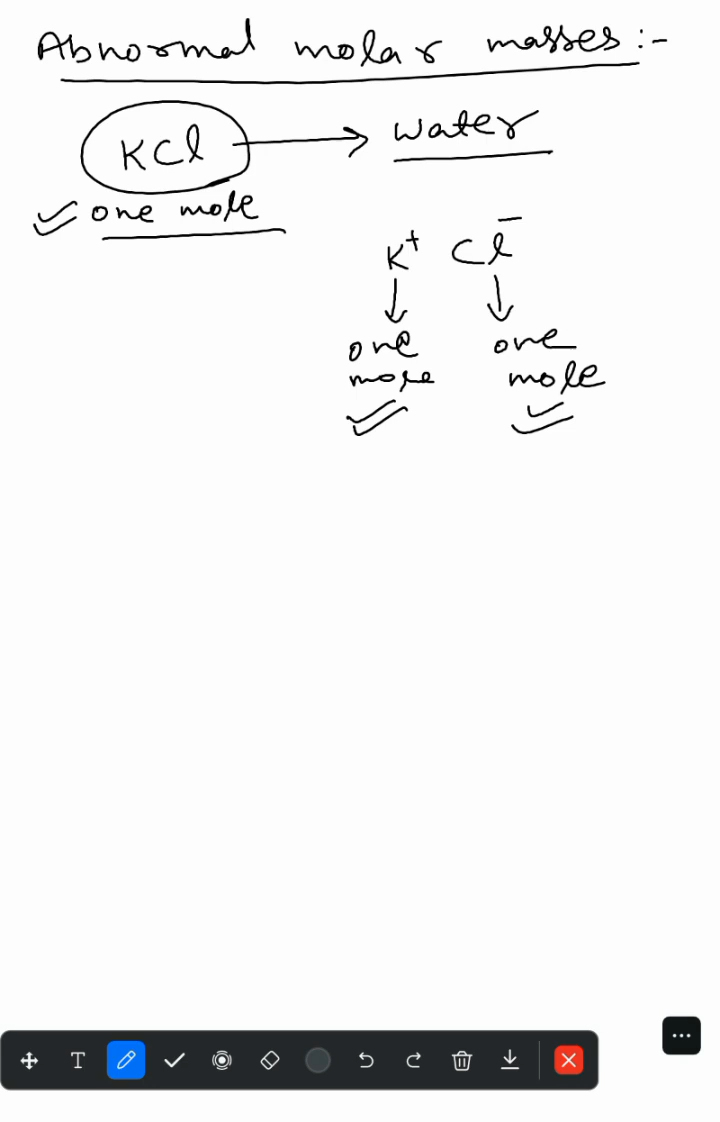 Abnormal molar masses :-
KCl → water
one mole
K⁺ Cl⁻
one one
mole mole
T